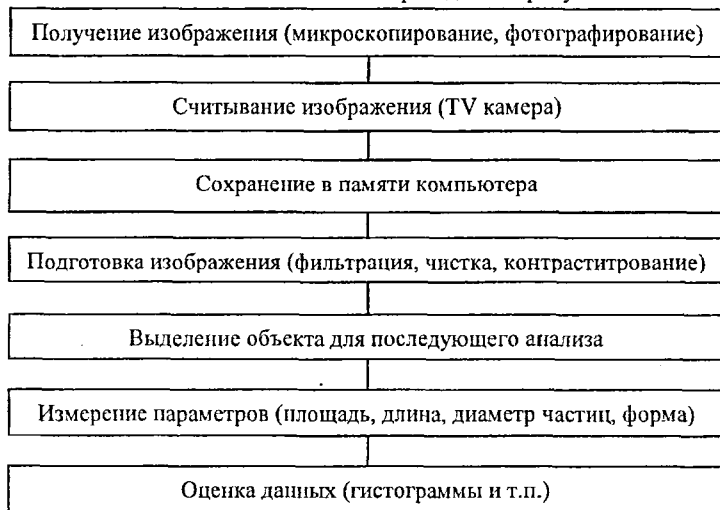 Получение изображения (микроскопирование, фотографирование)
Считывание изображения (TV камера)
Сохранение в памяти компьютера
Подготовка изображения (фильтрация, чистка, контраститрование)
Выделение объекта для последующего анализа
Измерение параметров (площадь, длина, диаметр частиц, форма)
Оценка данных (гистограммы и т.п.)